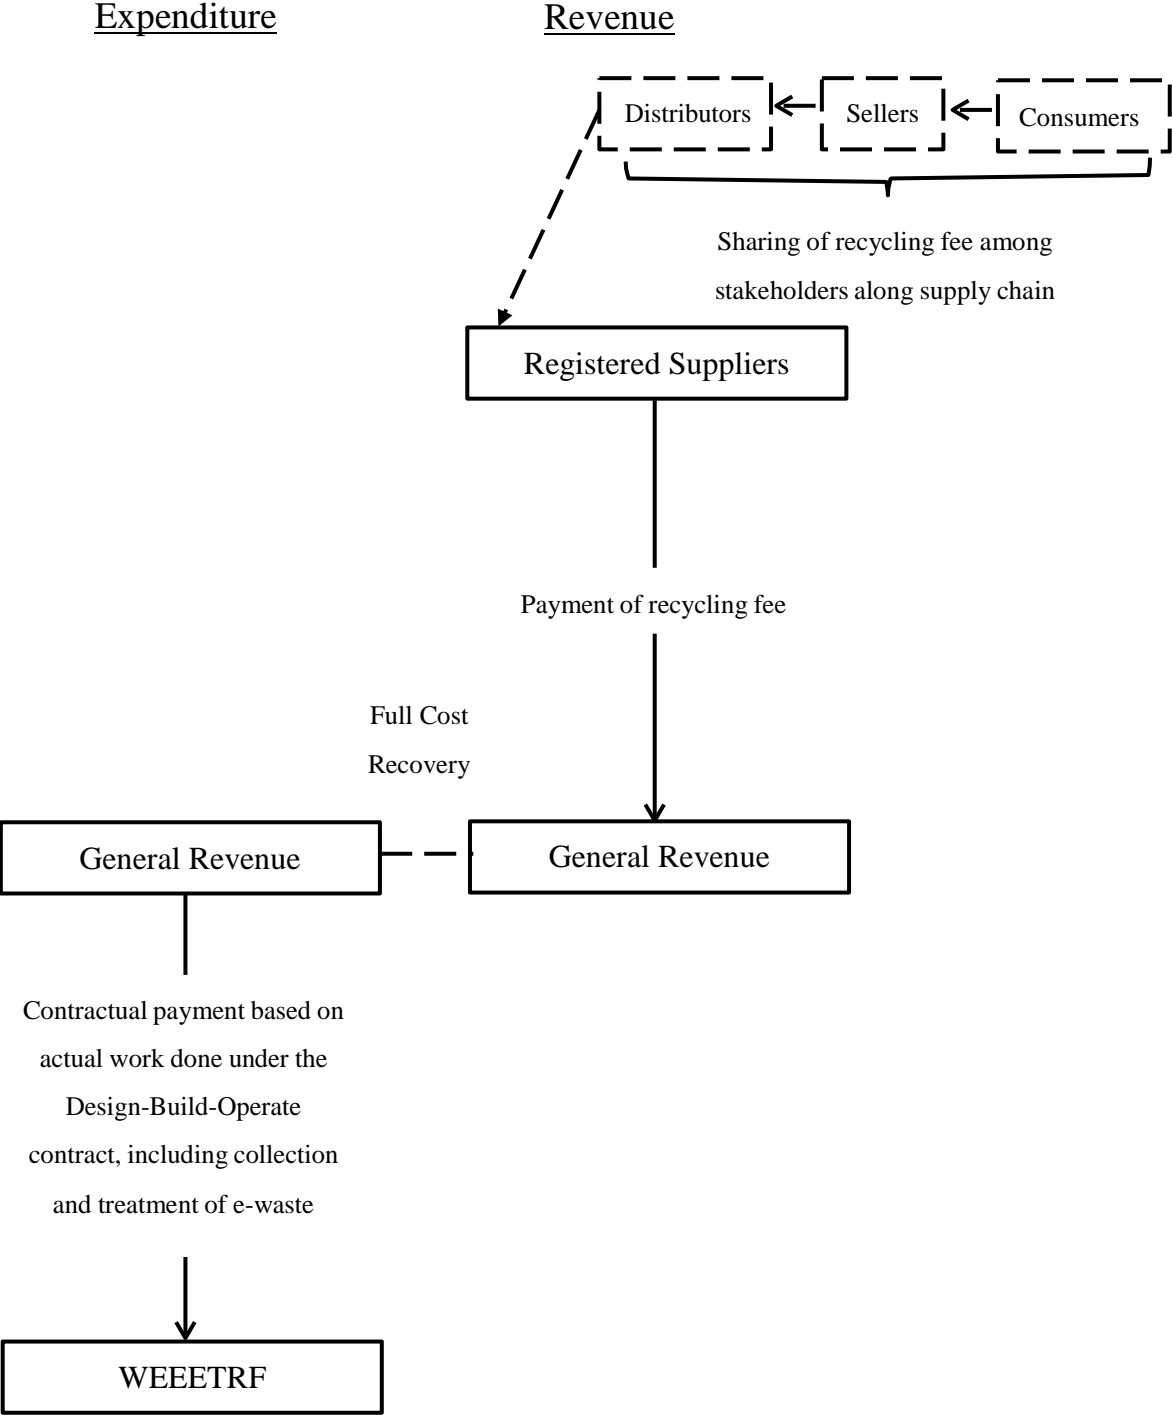 Expenditure
Revenue
Distributors
Sellers
Consumers
Sharing of recycling fee among
stakeholders along supply chain
Registered Suppliers
Payment of recycling fee
Full Cost
Recovery
General Revenue
General Revenue
Contractual payment based on
actual work done under the
Design-Build-Operate
contract, including collection
and treatment of e-waste
WEEETRF